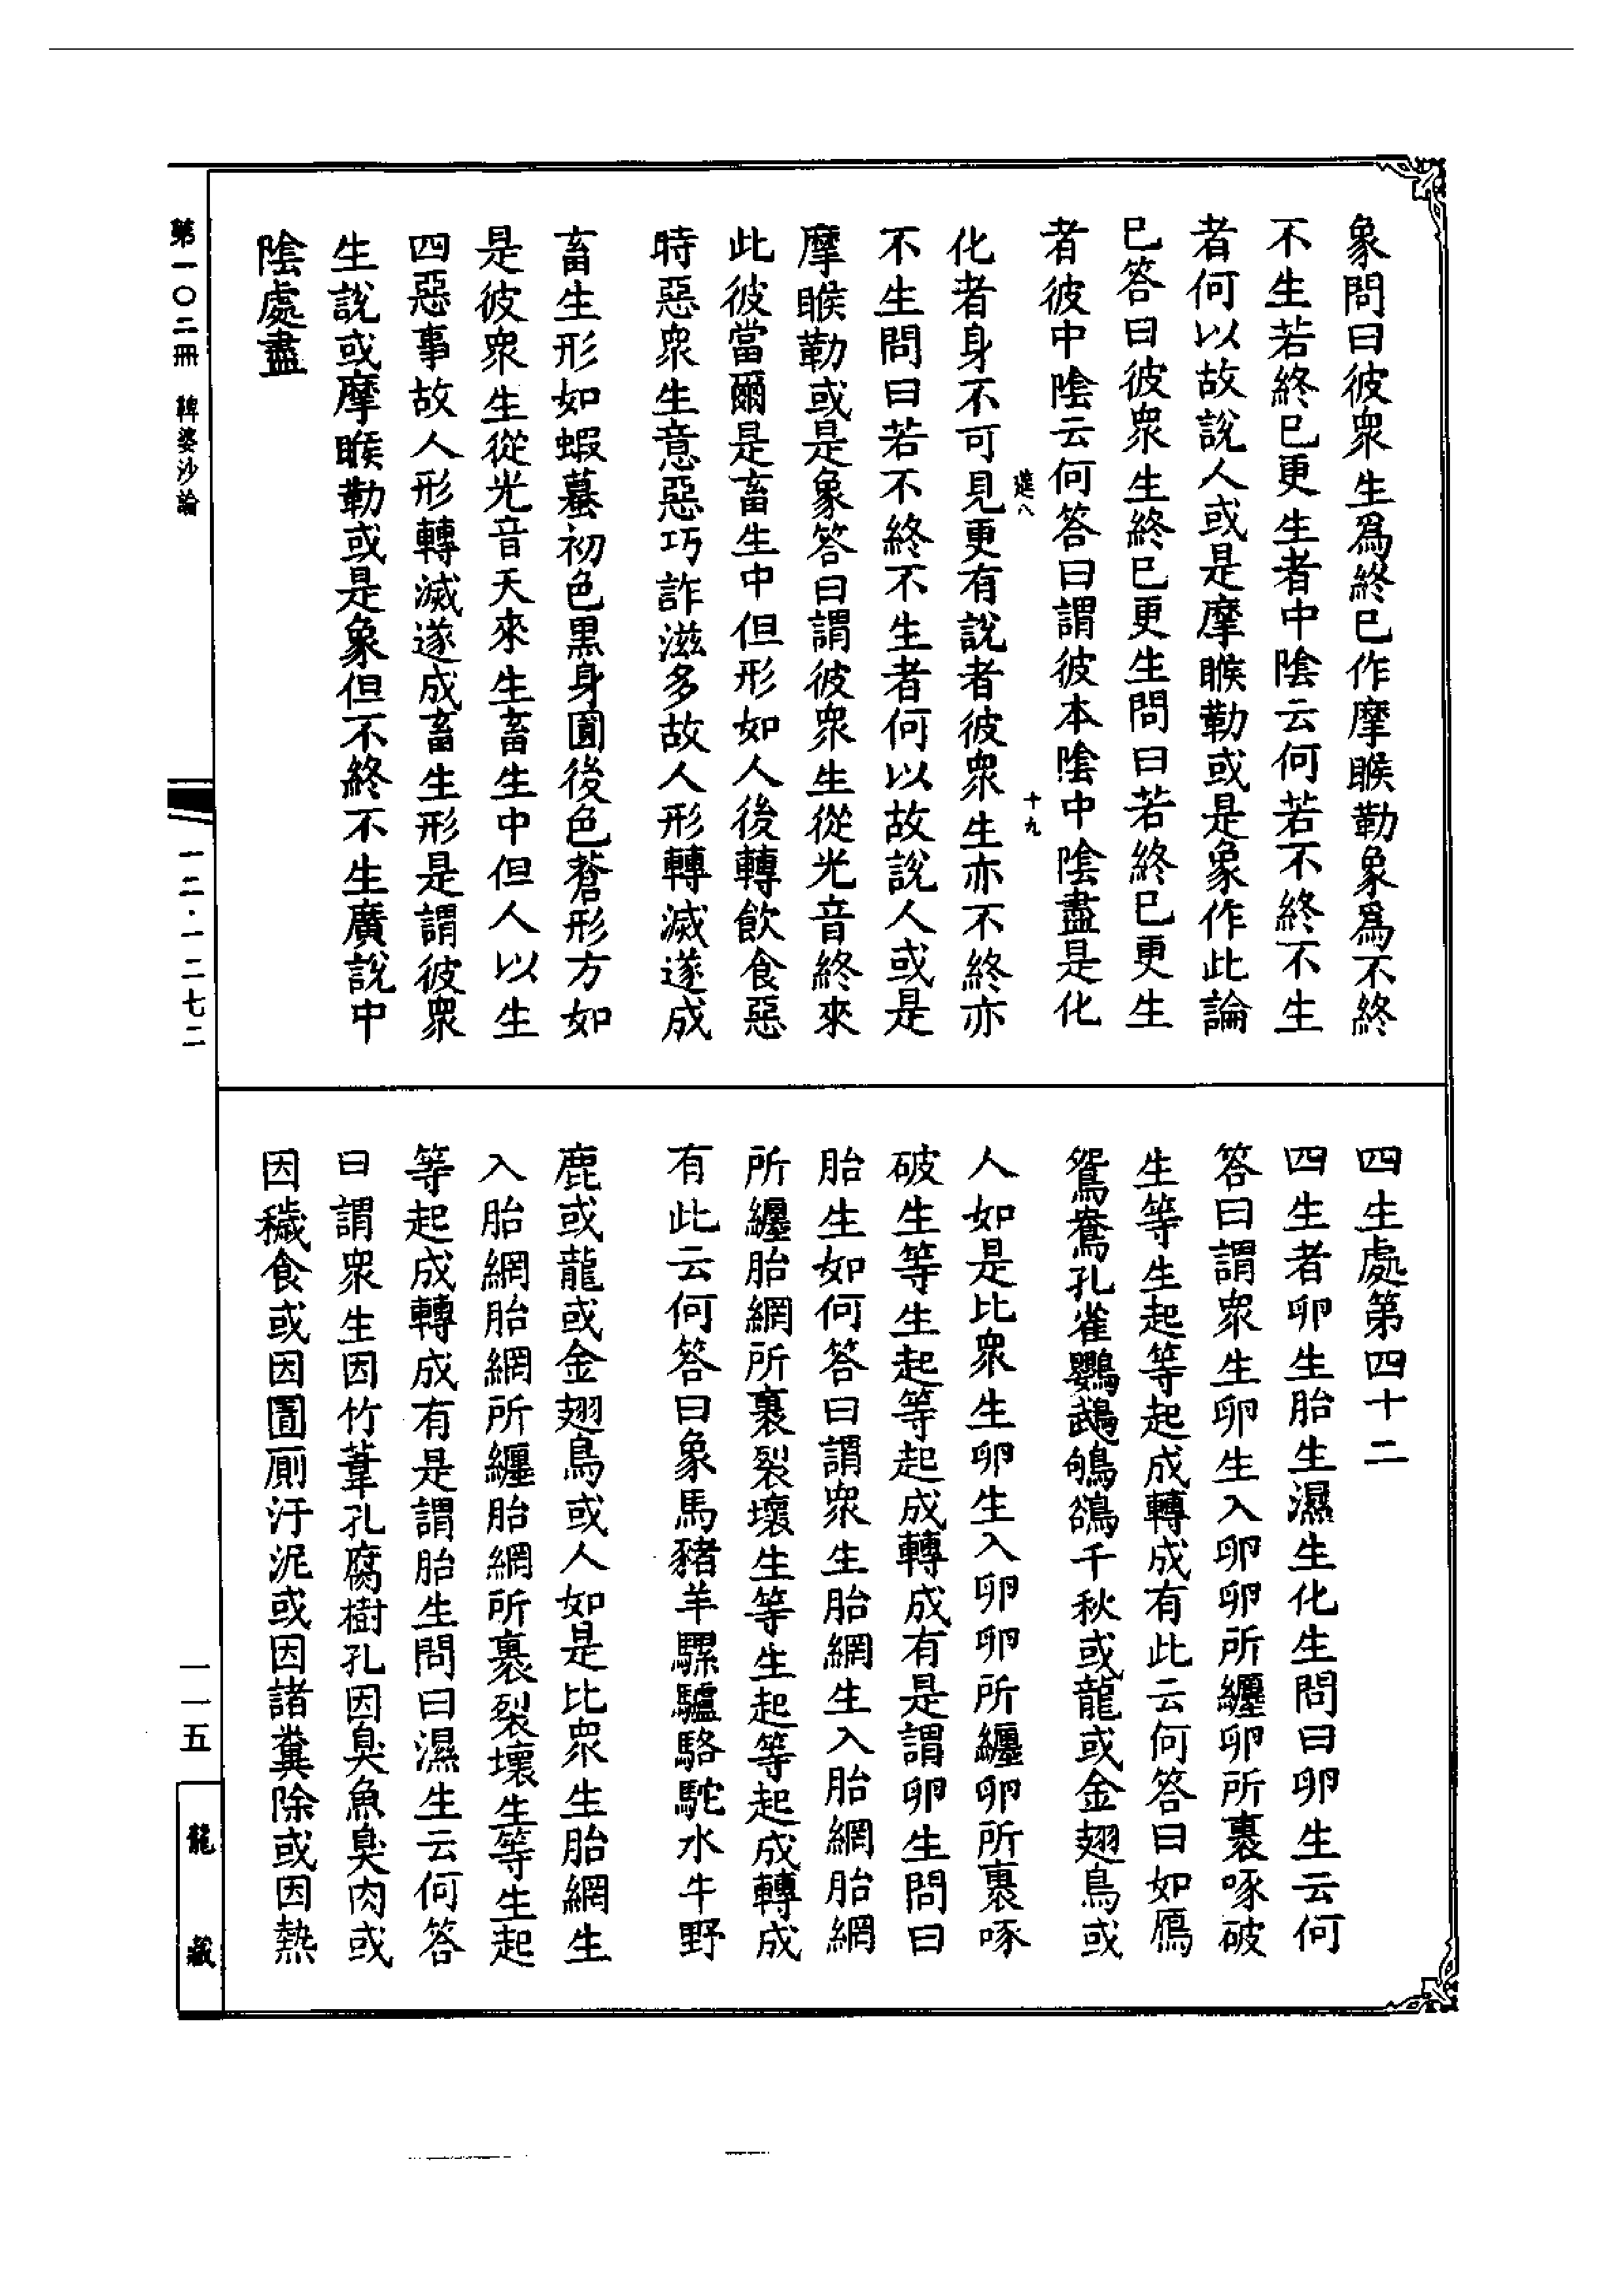 象問曰彼衆生爲終已作摩睺勒象爲不終
不生若終已更生者中陰云何若不終不生
者何以故說人或是摩睺勒或是象作此論
已答曰彼衆生終已更生問曰若終已更生
者彼中陰云何答曰謂彼本陰中陰盡是化
十九
化者身不可見更有說者彼衆生亦不終亦
不生問曰若不終不生者何以故說人或是
摩睺勒或是象答曰謂彼衆生從光音終來
此彼當爾是畜生中但形如人後轉飲食惡
時惡衆生意惡巧詐滋多故人形轉滅遂成
畜生形如蝦蟇初色黑身圓後色蒼形方如
是彼衆生從光音天來生畜生中但人以生
四惡事故人形轉滅遂成畜生形是謂彼衆
生說或摩睺勒或是象但不終不生廣說中
陰處盡
四生處第四十二
四生者卵生胎生濕生化生問曰卵生云何
答曰謂衆生卵生入卵卵所纏卵所裹啄破
生等生起等起成轉成有此云何答曰如鴈
鴛鴦孔雀鸚鵡鴝鵒千秋或龍或金翅鳥或
人如是比衆生卵生入卵卵所纏卵所裹啄
破生等生起等起成轉成有是謂卵生問曰
胎生如何答曰謂衆生胎網生入胎網胎網
所纏胎網所裹裂壞生等生起等起成轉成
有此云何答曰象馬豬羊騾驢駱駝水牛野
鹿或龍或金翅鳥或人如是比衆生胎網生
入胎網胎網所纏胎網所裹裂壞生等生起
等起成轉成有是謂胎生問曰濕生云何答
曰謂衆生因竹葦孔腐樹孔因臭魚臭肉或
因穢食或因圊廁汙泥或因諸糞除或因熱
第一〇二冊　鞞婆沙論
一二·一二七二
一一五
龍藏